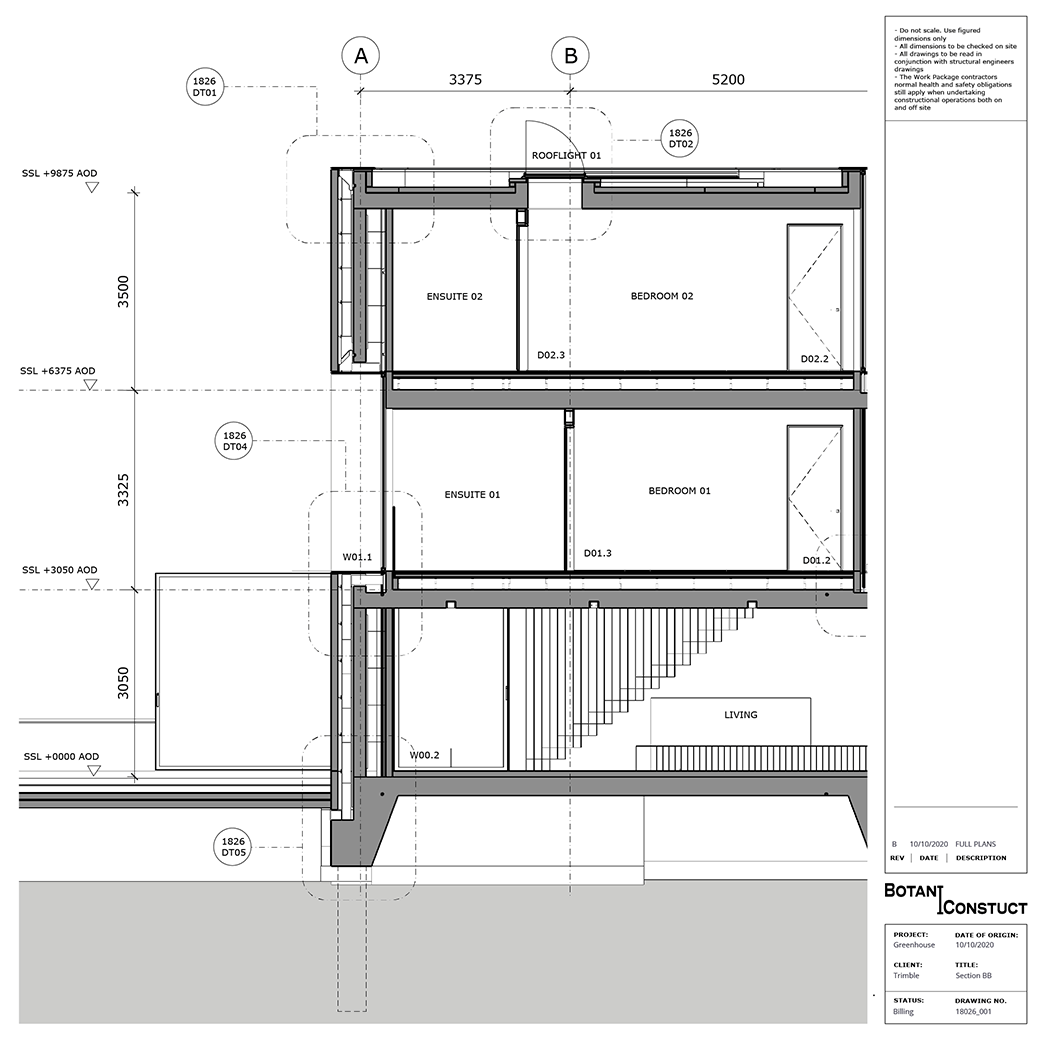 A
B
3375
5200
1826
DT01
1826
DT02
ROOFLIGHT 01
SSL +9875 AOD
3500
ENSUITE 02
BEDROOM 02
D02.3
D02.2
SSL +6375 AOD
1826
DT04
3325
ENSUITE 01
BEDROOM 01
W01.1
D01.3
D01.2
SSL +3050 AOD
3050
LIVING
W00.2
SSL +0000 AOD
1826
DT05
- Do not scale. Use figured
dimensions only
- All dimensions to be checked on site
- All drawings to be read in
conjunction with structural engineers
drawings
- The Work Package contractors
normal health and safety obligations
still apply when undertaking
constructional operations both on
and off site
B 10/10/2020 FULL PLANS
REV | DATE | DESCRIPTION
BOTANI
CONSTUCT
PROJECT: DATE OF ORIGIN:
Greenhouse 10/10/2020
CLIENT: TITLE:
Trimble Section BB
STATUS: DRAWING NO.
Billing 18026_001